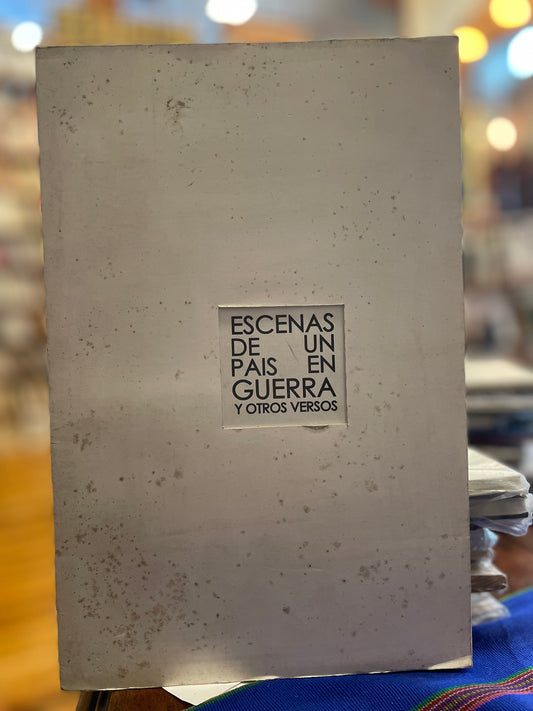 ESCENAS
DE UN
PAIS EN
GUERRA
Y OTROS VERSOS